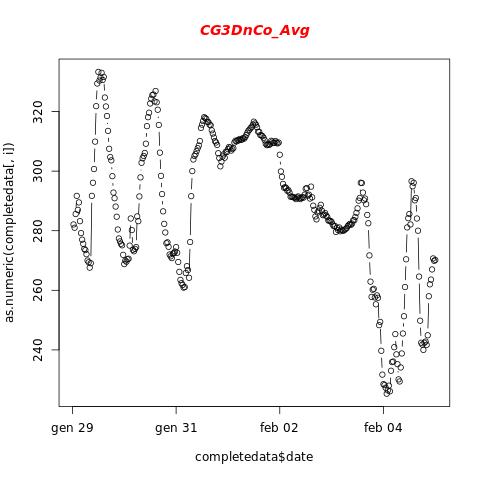 CG3DnCo_Avg
as.numeric(completedata[, i])
320
300
280
260
240
gen 29
gen 31
feb 02
feb 04
completedata$date